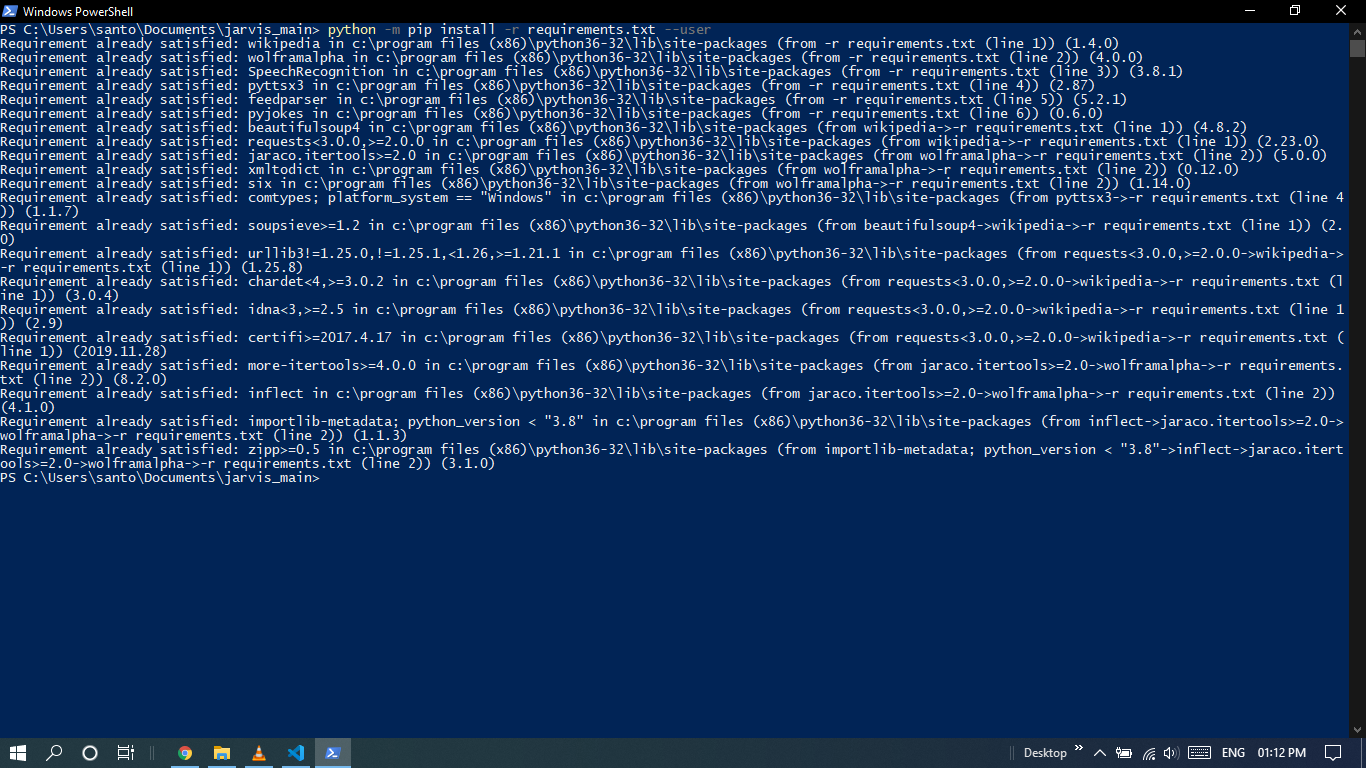 Windows PowerShell
PS C:\Users\santo\Documents\jarvis_main> python -m pip install -r requirements.txt --user
Requirement already satisfied: wikipedia in c:\program files (x86)\python36-32\lib\site-packages (from -r requirements.txt (line 1)) (1.4.0)
Requirement already satisfied: wolframalpha in c:\program files (x86)\python36-32\lib\site-packages (from -r requirements.txt (line 2)) (4.0.0)
Requirement already satisfied: SpeechRecognition in c:\program files (x86)\python36-32\lib\site-packages (from -r requirements.txt (line 3)) (3.8.1)
Requirement already satisfied: pyttsx3 in c:\program files (x86)\python36-32\lib\site-packages (from -r requirements.txt (line 4)) (2.87)
Requirement already satisfied: feedparser in c:\program files (x86)\python36-32\lib\site-packages (from -r requirements.txt (line 5)) (5.2.1)
Requirement already satisfied: pyjokes in c:\program files (x86)\python36-32\lib\site-packages (from -r requirements.txt (line 6)) (0.6.0)
Requirement already satisfied: beautifulsoup4 in c:\program files (x86)\python36-32\lib\site-packages (from wikipedia->-r requirements.txt (line 1)) (4.8.2)
Requirement already satisfied: requests<3.0.0,>=2.0.0 in c:\program files (x86)\python36-32\lib\site-packages (from wikipedia->-r requirements.txt (line 1)) (2.23.0)
Requirement already satisfied: jaraco.itertools>=2.0 in c:\program files (x86)\python36-32\lib\site-packages (from wolframalpha->-r requirements.txt (line 2)) (5.0.0)
Requirement already satisfied: xmltodict in c:\program files (x86)\python36-32\lib\site-packages (from wolframalpha->-r requirements.txt (line 2)) (0.12.0)
Requirement already satisfied: six in c:\program files (x86)\python36-32\lib\site-packages (from wolframalpha->-r requirements.txt (line 2)) (1.14.0)
Requirement already satisfied: comtypes; platform_system == "Windows" in c:\program files (x86)\python36-32\lib\site-packages (from pyttsx3->-r requirements.txt (line 4
)) (1.1.7)
Requirement already satisfied: soupsieve>=1.2 in c:\program files (x86)\python36-32\lib\site-packages (from beautifulsoup4->wikipedia->-r requirements.txt (line 1)) (2.
0)
Requirement already satisfied: urllib3!=1.25.0,!=1.25.1,<1.26,>=1.21.1 in c:\program files (x86)\python36-32\lib\site-packages (from requests<3.0.0,>=2.0.0->wikipedia->
-r requirements.txt (line 1)) (1.25.8)
Requirement already satisfied: chardet<4,>=3.0.2 in c:\program files (x86)\python36-32\lib\site-packages (from requests<3.0.0,>=2.0.0->wikipedia->-r requirements.txt (l
ine 1)) (3.0.4)
Requirement already satisfied: idna<3,>=2.5 in c:\program files (x86)\python36-32\lib\site-packages (from requests<3.0.0,>=2.0.0->wikipedia->-r requirements.txt (line 1
)) (2.9)
Requirement already satisfied: certifi>=2017.4.17 in c:\program files (x86)\python36-32\lib\site-packages (from requests<3.0.0,>=2.0.0->wikipedia->-r requirements.txt (
line 1)) (2019.11.28)
Requirement already satisfied: more-itertools>=4.0.0 in c:\program files (x86)\python36-32\lib\site-packages (from jaraco.itertools>=2.0->wolframalpha->-r requirements.
txt (line 2)) (8.2.0)
Requirement already satisfied: inflect in c:\program files (x86)\python36-32\lib\site-packages (from jaraco.itertools>=2.0->wolframalpha->-r requirements.txt (line 2))
(4.1.0)
Requirement already satisfied: importlib-metadata; python_version < "3.8" in c:\program files (x86)\python36-32\lib\site-packages (from inflect->jaraco.itertools>=2.0->
wolframalpha->-r requirements.txt (line 2)) (1.1.3)
Requirement already satisfied: zipp>=0.5 in c:\program files (x86)\python36-32\lib\site-packages (from importlib-metadata; python_version < "3.8"->inflect->jaraco.itert
ools>=2.0->wolframalpha->-r requirements.txt (line 2)) (3.1.0)
PS C:\Users\santo\Documents\jarvis_main>
Desktop ENG 01:12 PM